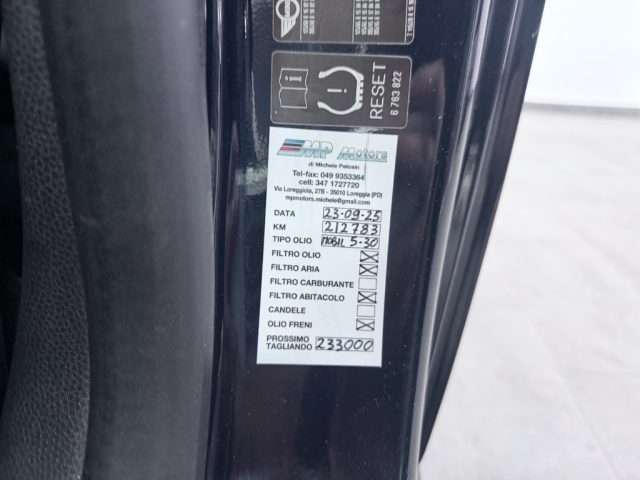 RESET
6 763 822
MP Motors
di Michele Pelosin
Tel-fax: 049 9353364
cell: 347 1727720
Via Loreggiola, 27B - 35010 Loreggia (PD)
mpmotors.michele@gmail.com
DATA 23-09-25
KM 212783
TIPO OLIO MOBIL 5-30
FILTRO OLIO
FILTRO ARIA
FILTRO CARBURANTE
FILTRO ABITACOLO
CANDELE
OLIO FRENI
PROSSIMO
TAGLIANDO 233000